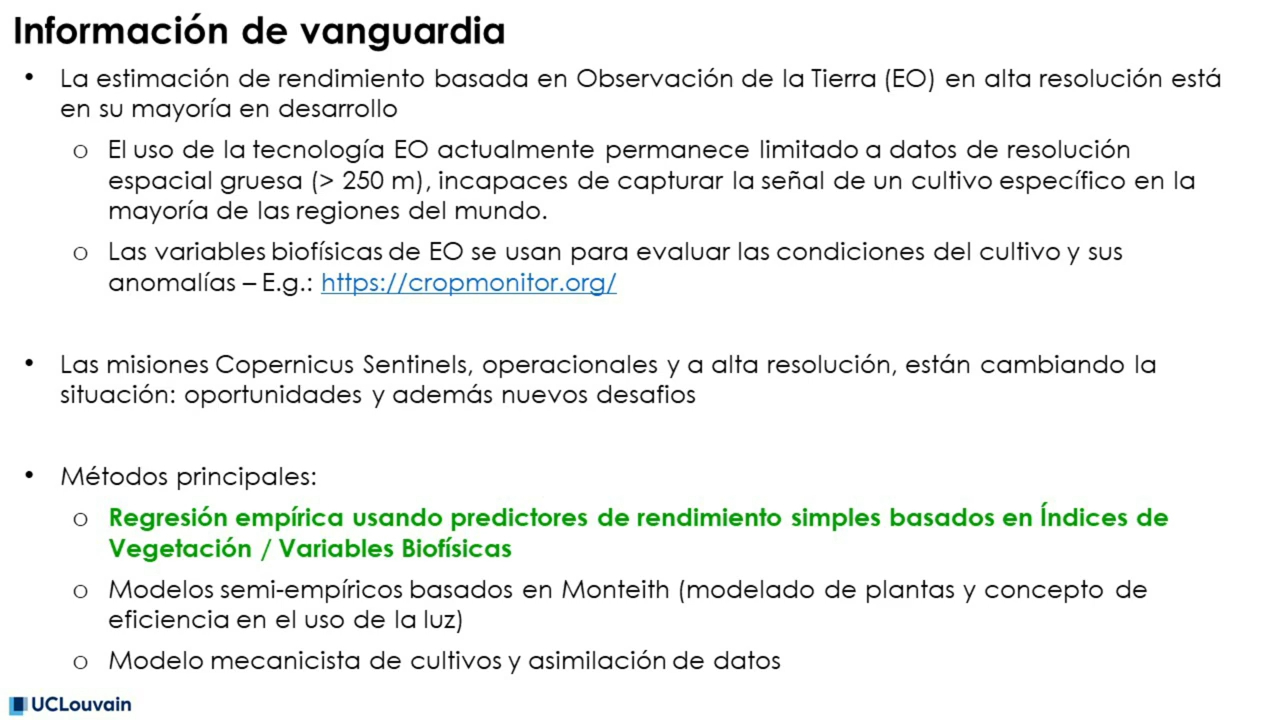 Información de vanguardia
• La estimación de rendimiento basada en Observación de la Tierra (EO) en alta resolución está
en su mayoría en desarrollo
o El uso de la tecnología EO actualmente permanece limitado a datos de resolución
espacial gruesa (> 250 m), incapaces de capturar la señal de un cultivo específico en la
mayoría de las regiones del mundo.
o Las variables biofísicas de EO se usan para evaluar las condiciones del cultivo y sus
anomalías – E.g.: https://cropmonitor.org/
• Las misiones Copernicus Sentinels, operacionales y a alta resolución, están cambiando la
situación: oportunidades y además nuevos desafios
• Métodos principales:
o Regresión empírica usando predictores de rendimiento simples basados en Índices de
Vegetación / Variables Biofísicas
o Modelos semi-empíricos basados en Monteith (modelado de plantas y concepto de
eficiencia en el uso de la luz)
o Modelo mecanicista de cultivos y asimilación de datos
UCLouvain